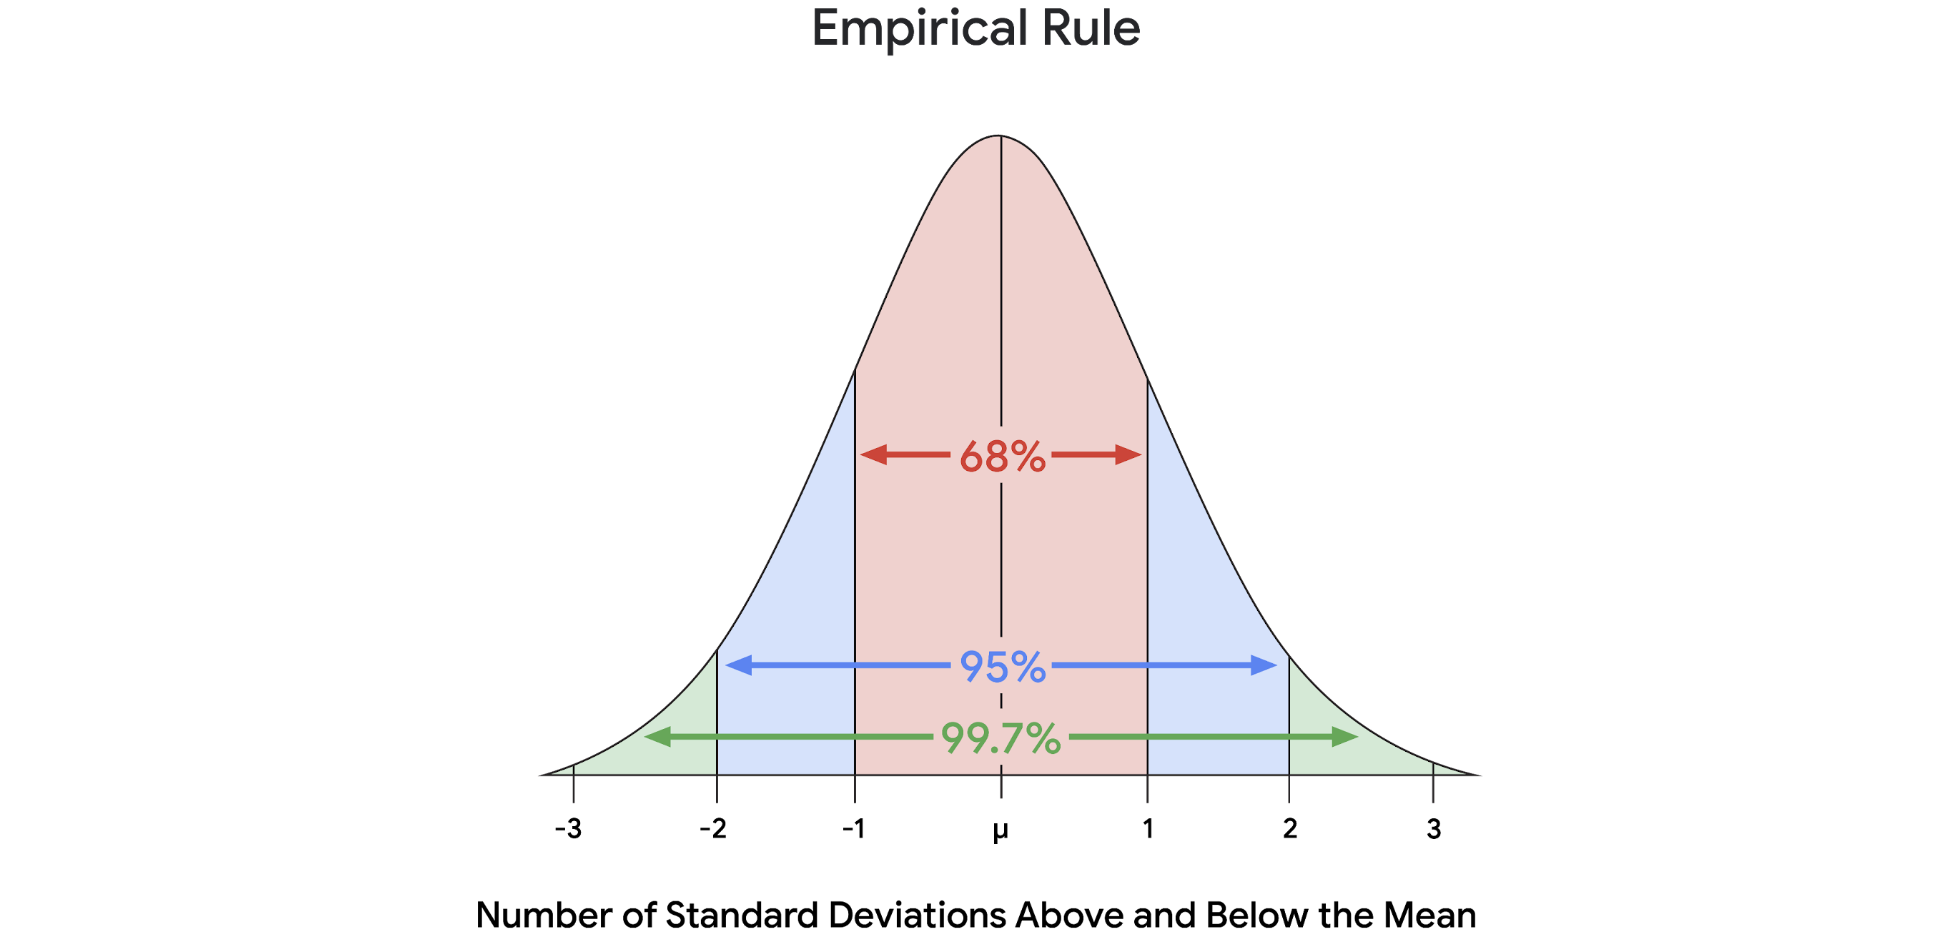 Empirical Rule
68%
95%
99.7%
-3 -2 -1 μ 1 2 3
Number of Standard Deviations Above and Below the Mean